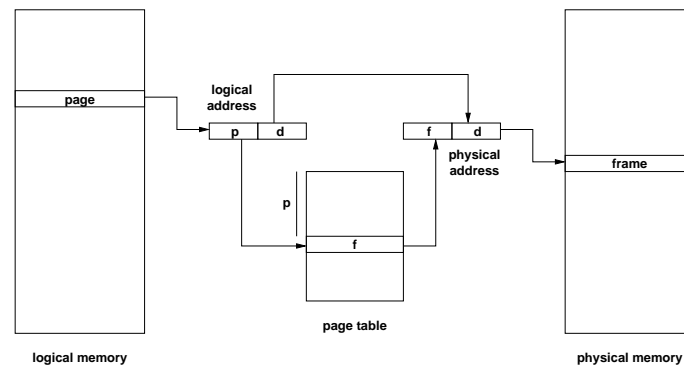 page
logical
address
p
d
f
d
physical
address
frame
p
f
page table
logical memory
physical memory